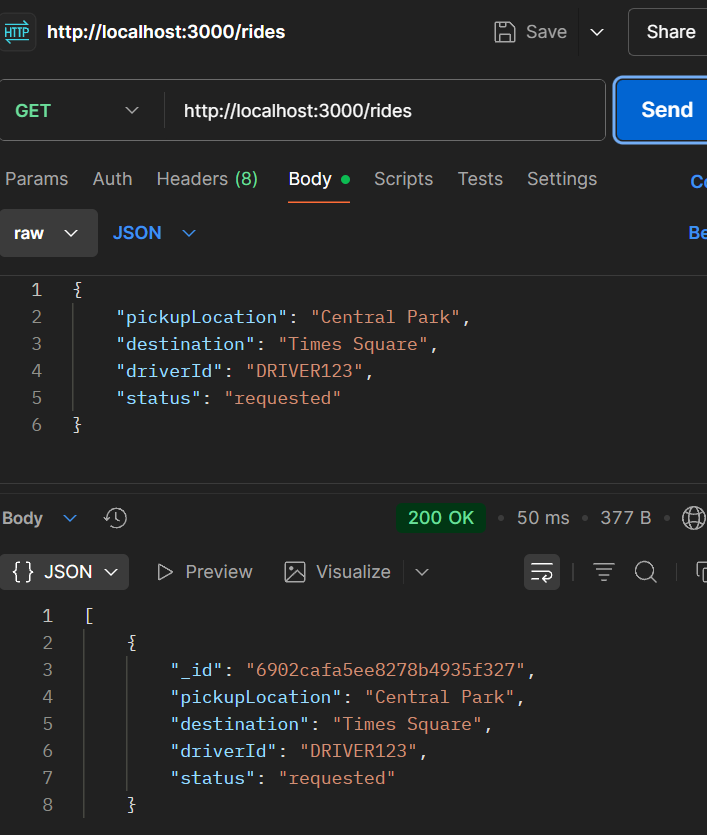 HTTP http://localhost:3000/rides Save Share
GET http://localhost:3000/rides Send
Params Auth Headers (8) Body Scripts Tests Settings
raw JSON
1 {
2 "pickupLocation": "Central Park",
3 "destination": "Times Square",
4 "driverId": "DRIVER123",
5 "status": "requested"
6 }
Body 200 OK • 50 ms • 377 B •
{} JSON Preview Visualize
1 [
2 {
3 "_id": "6902cafa5ee8278b4935f327",
4 "pickupLocation": "Central Park",
5 "destination": "Times Square",
6 "driverId": "DRIVER123",
7 "status": "requested"
8 }